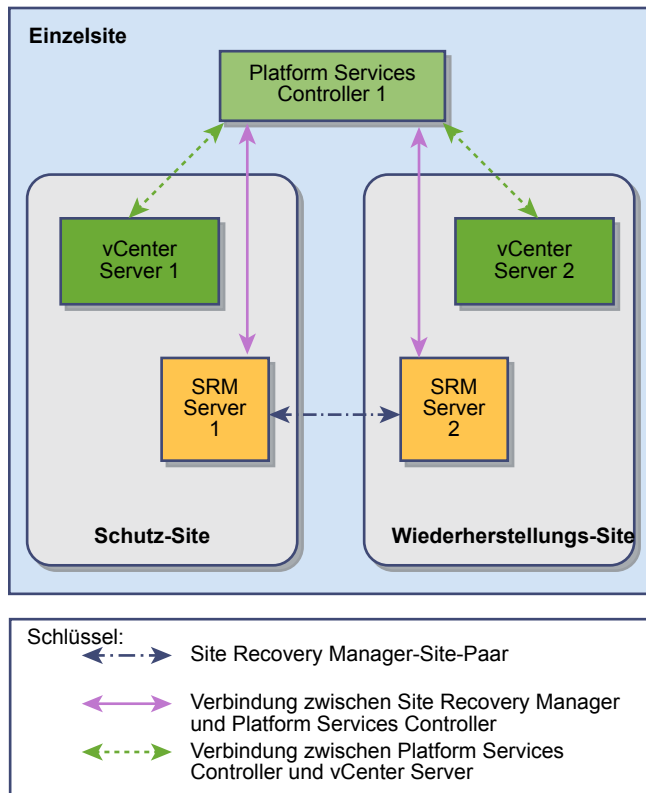 Einzelsite
Platform Services
Controller 1
vCenter
Server 1
vCenter
Server 2
SRM
Server
1
SRM
Server
2
Schutz-Site
Wiederherstellungs-Site
Schlüssel:
Site Recovery Manager-Site-Paar
Verbindung zwischen Site Recovery Manager
und Platform Services Controller
Verbindung zwischen Platform Services
Controller und vCenter Server